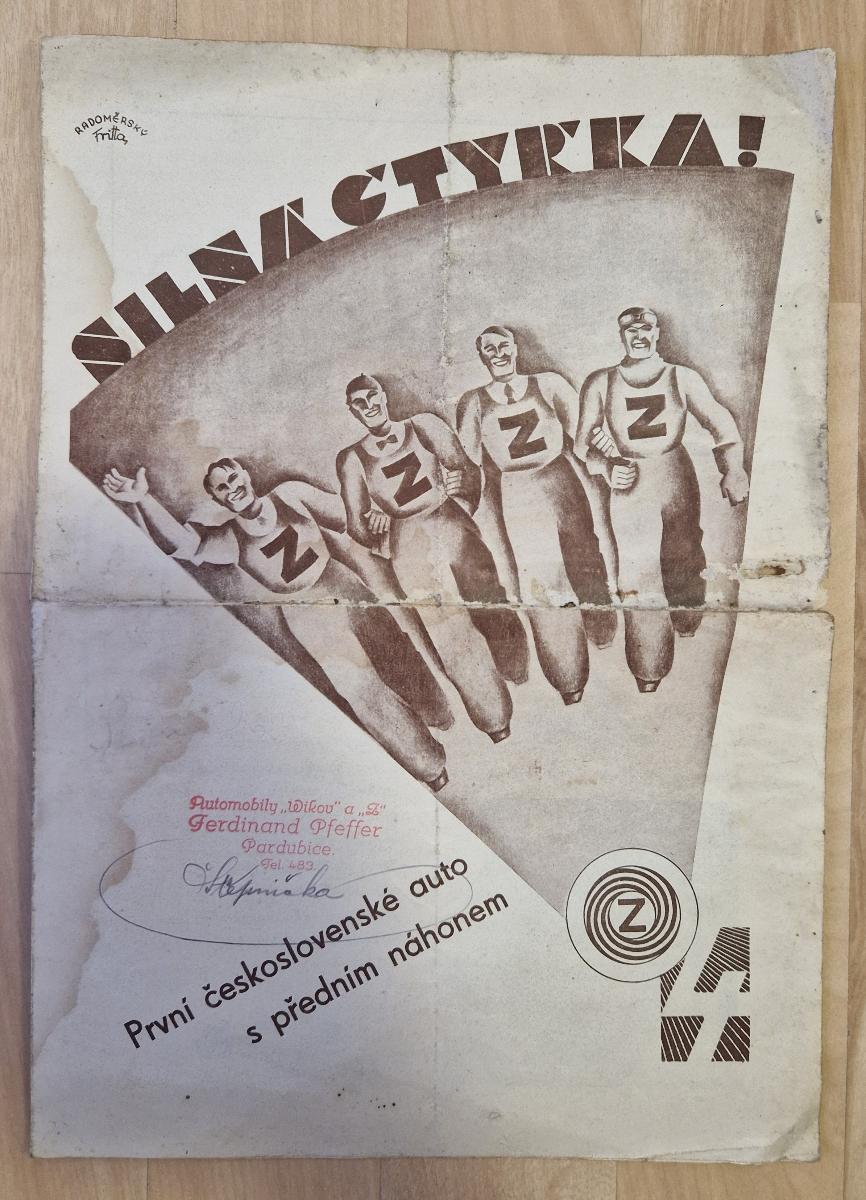 RADOMĚRSKÝ
Fritta,
SILNÁ ČTYŘKA!
Z
Z
Z
Z
Automobily „Wikov" a „Z"
Ferdinand Pfeffer
Pardubice.
Tel. 483.
První československé auto
s předním náhonem
Z
4